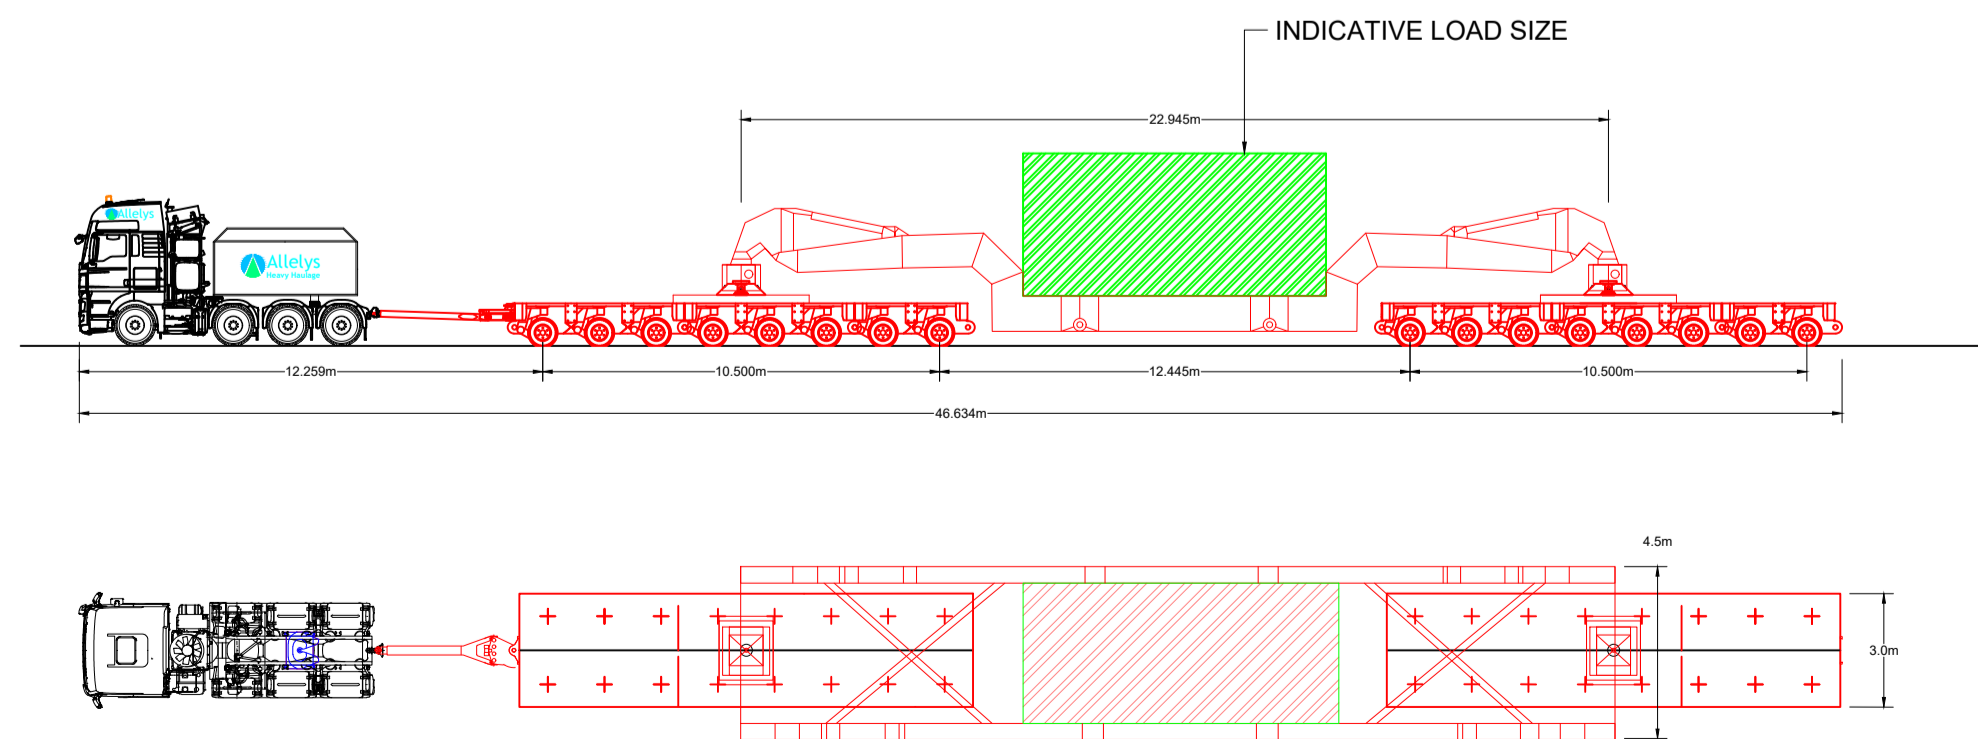 INDICATIVE LOAD SIZE
22.945m
Allelys
Allelys
Heavy Haulage
12.259m
10.500m
12.445m
10.500m
46.634m
4.5m
3.0m